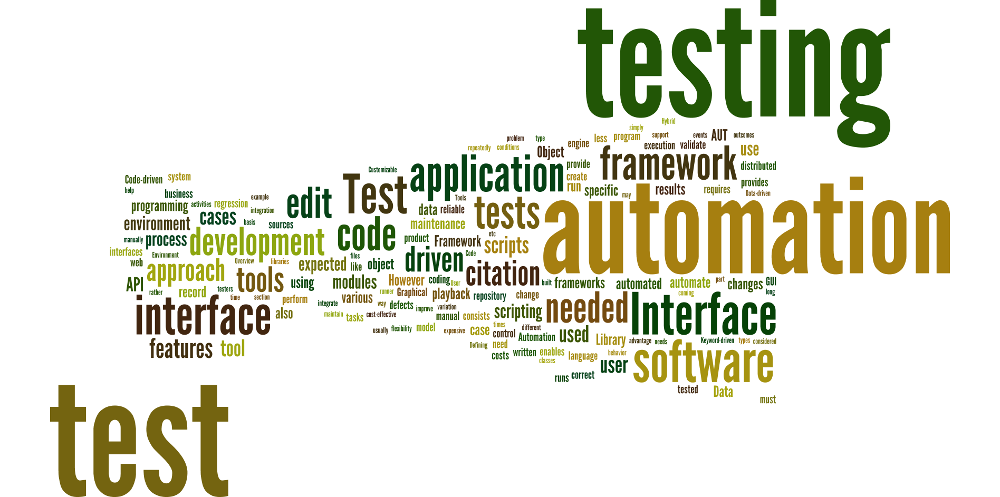 testing
Hybrid
simply
problem type less program support events AUT outcomes
repeatedly conditions Object engine execution validate use
Customizable application provide framework distributed
Code-driven system Test create
help business run specific may results requires provides
programming activities regression example edit Tools Data-driven
integration data reliable tests automation
environment cases basis sources code maintenance
manually process development product Framework etc scripts
interfaces Environment files driven Code
web approach Overview libraries expected like object citation
API tools using modules However coding User built frameworks automated automate part changes GUI
rather record testers runner Graphical playback repository change coming long
interface time section perform integrate various way defects improve variation needed Interface
also maintain tasks cost-effective manual consists scripting
usually flexibility model expensive case times different
features tool control Automation used Library advantage needs Keyword-driven types considered
Defining need
costs written enables language behavior software
classes user
runs correct
tested Data
must
test